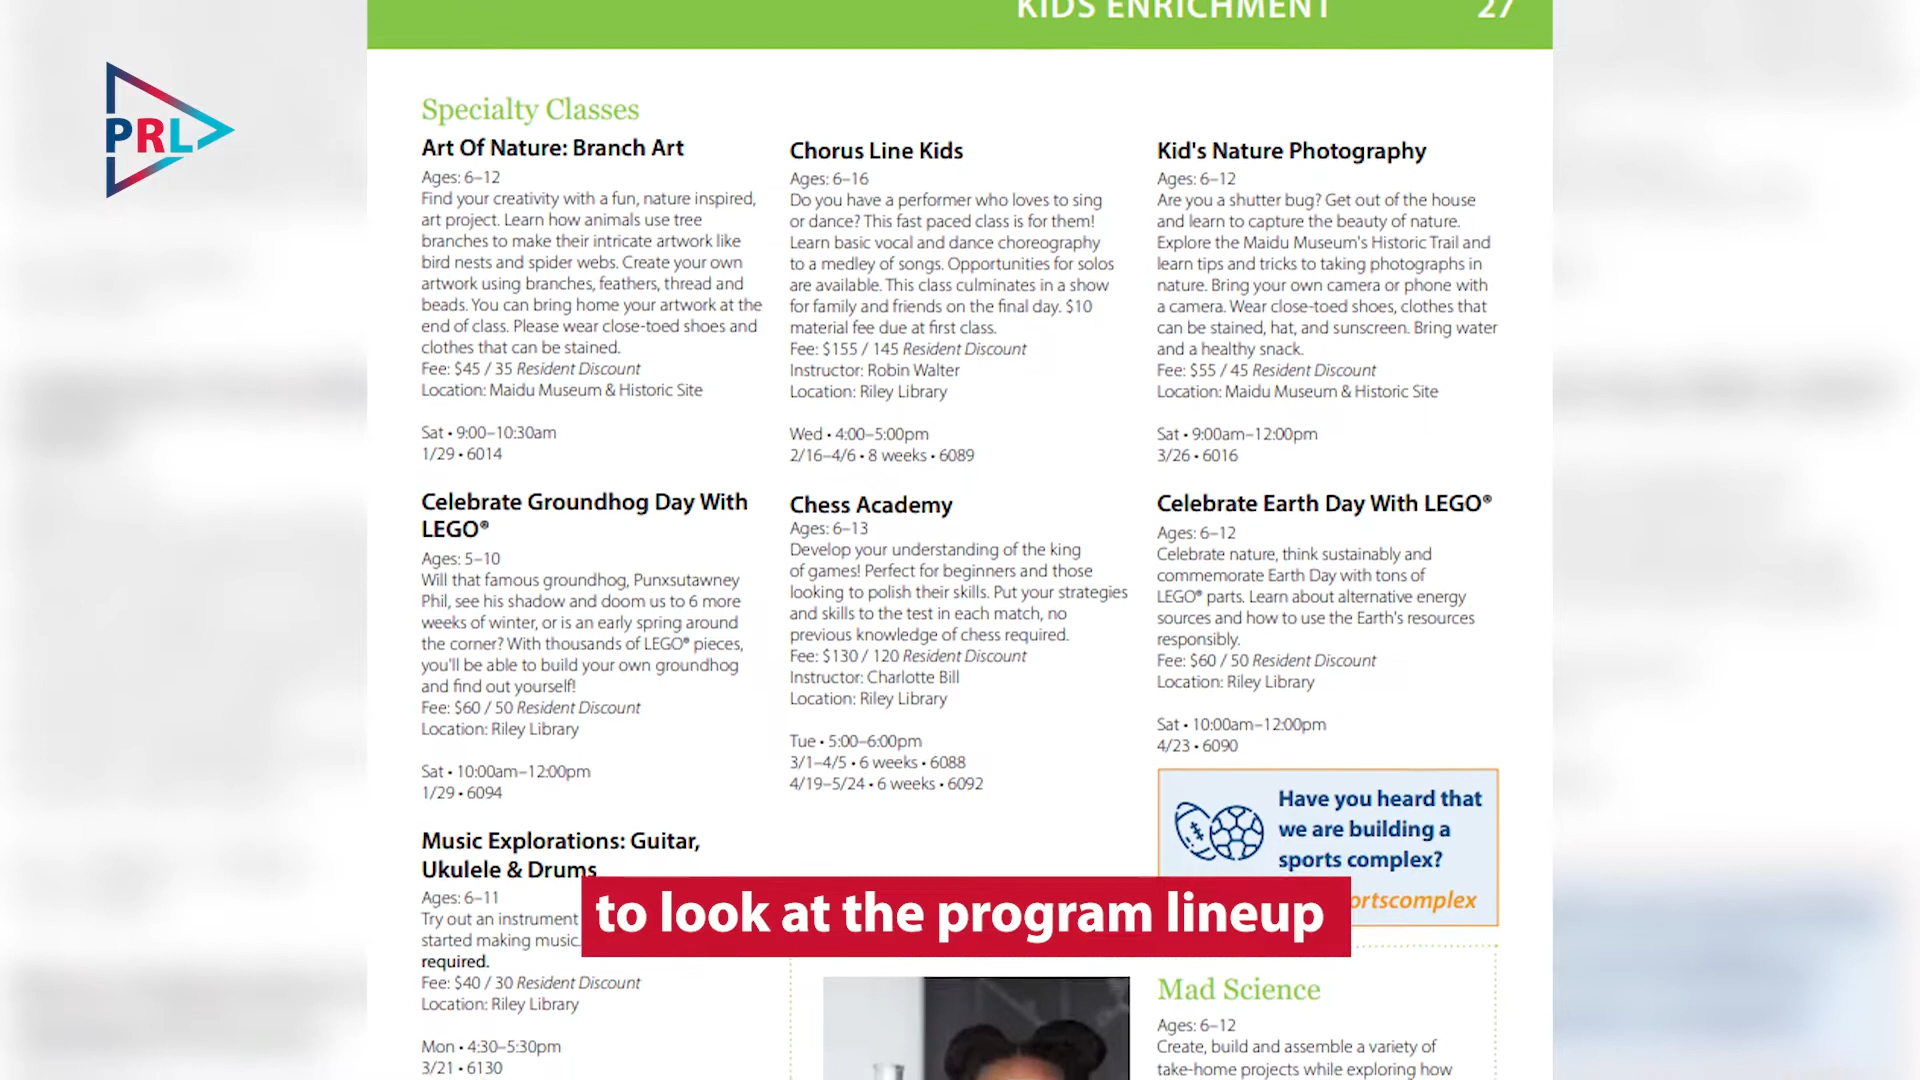 KIDS ENRICHMENT 27
PRL
Specialty Classes
Art Of Nature: Branch Art
Ages: 6–12
Find your creativity with a fun, nature inspired,
art project. Learn how animals use tree
branches to make their intricate artwork like
bird nests and spider webs. Create your own
artwork using branches, feathers, thread and
beads. You can bring home your artwork at the
end of class. Please wear close-toed shoes and
clothes that can be stained.
Fee: $45 / 35 Resident Discount
Location: Maidu Museum & Historic Site
Sat • 9:00–10:30am
1/29 • 6014
Celebrate Groundhog Day With
LEGO®
Ages: 5–10
Will that famous groundhog, Punxsutawney
Phil, see his shadow and doom us to 6 more
weeks of winter, or is an early spring around
the corner? With thousands of LEGO® pieces,
you'll be able to build your own groundhog
and find out yourself!
Fee: $60 / 50 Resident Discount
Location: Riley Library
Sat • 10:00am–12:00pm
1/29 • 6094
Music Explorations: Guitar,
Ukulele & Drums
Ages: 6–11
Try out an instrument
started making music.
required.
Fee: $40 / 30 Resident Discount
Location: Riley Library
Mon • 4:30–5:30pm
3/21 • 6130
Chorus Line Kids
Ages: 6–16
Do you have a performer who loves to sing
or dance? This fast paced class is for them!
Learn basic vocal and dance choreography
to a medley of songs. Opportunities for solos
are available. This class culminates in a show
for family and friends on the final day. $10
material fee due at first class.
Fee: $155 / 145 Resident Discount
Instructor: Robin Walter
Location: Riley Library
Wed • 4:00–5:00pm
2/16–4/6 • 8 weeks • 6089
Chess Academy
Ages: 6–13
Develop your understanding of the king
of games! Perfect for beginners and those
looking to polish their skills. Put your strategies
and skills to the test in each match, no
previous knowledge of chess required.
Fee: $130 / 120 Resident Discount
Instructor: Charlotte Bill
Location: Riley Library
Tue • 5:00–6:00pm
3/1–4/5 • 6 weeks • 6088
4/19–5/24 • 6 weeks • 6092
Kid's Nature Photography
Ages: 6–12
Are you a shutter bug? Get out of the house
and learn to capture the beauty of nature.
Explore the Maidu Museum's Historic Trail and
learn tips and tricks to taking photographs in
nature. Bring your own camera or phone with
a camera. Wear close-toed shoes, clothes that
can be stained, hat, and sunscreen. Bring water
and a healthy snack.
Fee: $55 / 45 Resident Discount
Location: Maidu Museum & Historic Site
Sat • 9:00am–12:00pm
3/26 • 6016
Celebrate Earth Day With LEGO®
Ages: 6–12
Celebrate nature, think sustainably and
commemorate Earth Day with tons of
LEGO® parts. Learn about alternative energy
sources and how to use the Earth's resources
responsibly.
Fee: $60 / 50 Resident Discount
Location: Riley Library
Sat • 10:00am–12:00pm
4/23 • 6090
Have you heard that
we are building a
sports complex?
ortscomplex
to look at the program lineup
Mad Science
Ages: 6–12
Create, build and assemble a variety of
take-home projects while exploring how